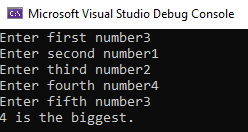 Microsoft Visual Studio Debug Console
Enter first number3
Enter second number1
Enter third number2
Enter fourth number4
Enter fifth number3
4 is the biggest.